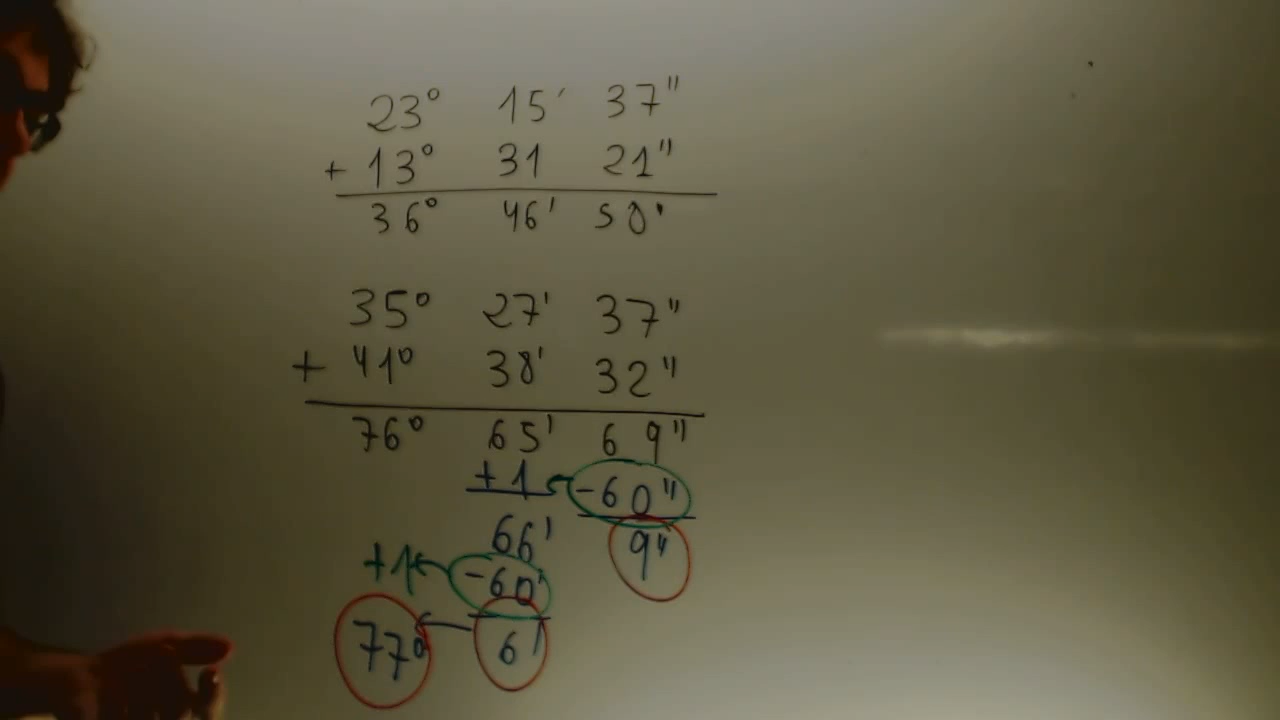 23° 15' 37"
+ 13° 31 21"
36° 46' 58'
35° 27' 37"
+ 41° 38' 32"
76° 65' 69"
+1 -60"
66' 9"
+1 -60'
77° 6'